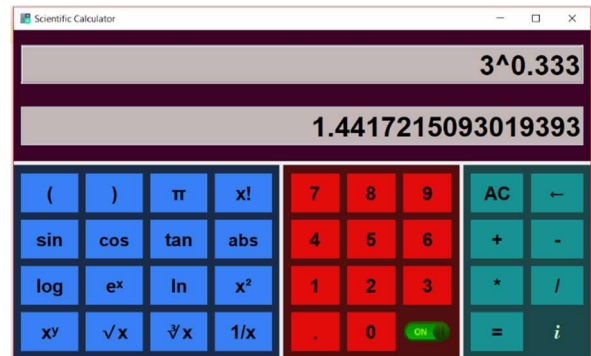 Scientific Calculator
3^0.333
1.4417215093019393
( ) π x! 7 8 9 AC ←
sin cos tan abs 4 5 6 + -
log eˣ ln x² 1 2 3 * /
xʸ √x ∛x 1/x . 0 ON = i